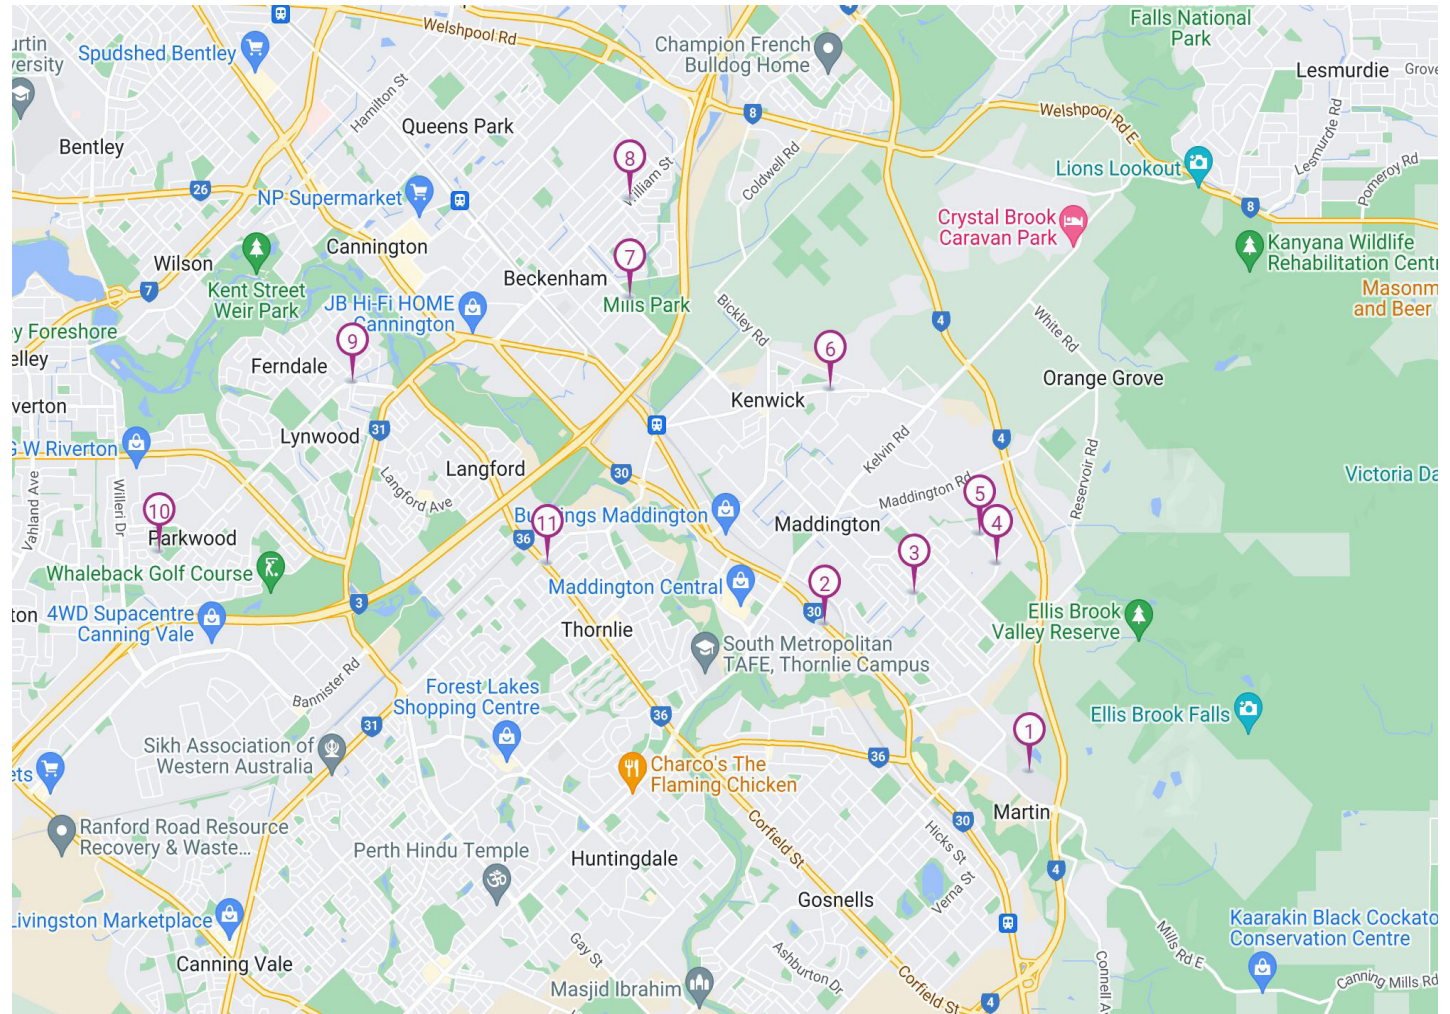 Welshpool Rd
Falls National
Park
urtin
versity
Spudshed Bentley
Champion French
Bulldog Home
Lesmurdie
Grove
Hamilton St
8
Welshpool Rd E
Queens Park
Lesmurdie Rd
Bentley
8
William St
Coldwell Rd
Lions Lookout
Pomeroy Rd
26
NP Supermarket
8
Crystal Brook
Caravan Park
Cannington
Kanyana Wildlife
Rehabilitation Centr
Wilson
7
Beckenham
7
Kent Street
Weir Park
Masonm
and Beer
JB Hi-Fi HOME
Cannington
Mills Park
Bickley Rd
4
White Rd
ey Foreshore
elley
9
6
Ferndale
Orange Grove
verton
Kenwick
Lynwood
31
4
G W Riverton
Kelvin Rd
Langford
30
Reservoir Rd
Victoria Da
Vahland Ave
Willeri Dr
Langford Ave
Maddington Rd
5
10
11
Bunnings Maddington
Maddington
4
Parkwood
36
3
Whaleback Golf Course
Maddington Central
2
3
30
ton
4WD Supacentre
Canning Vale
Thornlie
Ellis Brook
Valley Reserve
South Metropolitan
TAFE, Thornlie Campus
Bannister Rd
Forest Lakes
Shopping Centre
36
31
Ellis Brook Falls
1
Sikh Association of
Western Australia
36
ets
Charco's The
Flaming Chicken
Martin
30
Ranford Road Resource
Recovery & Waste...
Corfield St
Hicks St
Perth Hindu Temple
Huntingdale
4
Verna St
Gosnells
Livingston Marketplace
Kaarakin Black Cockato
Conservation Centre
Mills Rd E
Gay St
Ashburton Dr
Canning Vale
Connell A
Masjid Ibrahim
Corfield St
Canning Mills Rd
4